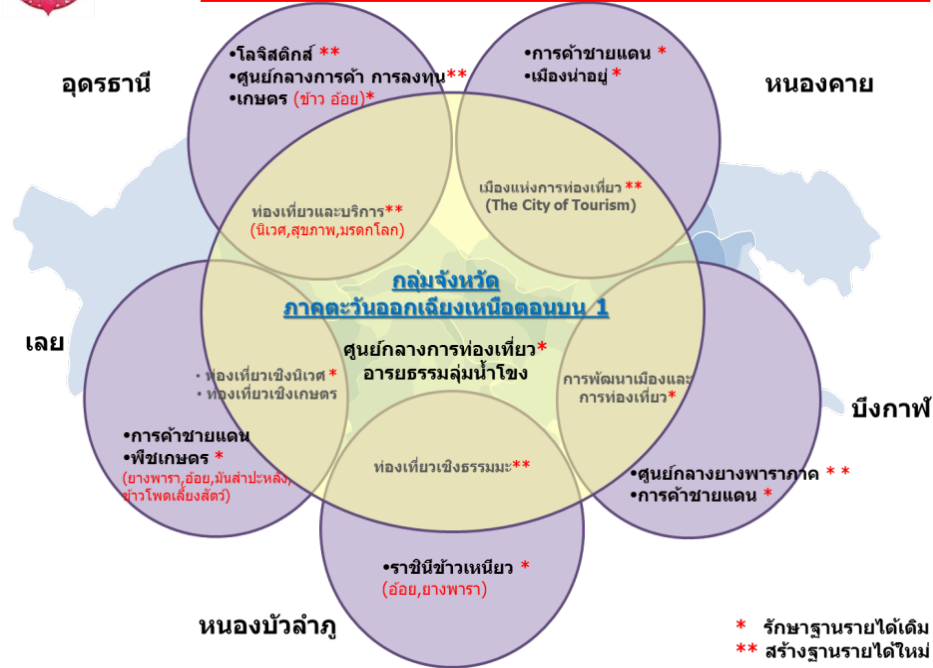 อุดรธานี
•โลจิสติกส์ **
•ศูนย์กลางการค้า การลงทุน**
•เกษตร (ข้าว อ้อย)*
ท่องเที่ยวและบริการ**
(นิเวศ,สุขภาพ,มรดกโลก)
•การค้าชายแดน *
•เมืองน่าอยู่ *
หนองคาย
เมืองแห่งการท่องเที่ยว **
(The City of Tourism)
กลุ่มจังหวัด
ภาคตะวันออกเฉียงเหนือตอนบน 1
ศูนย์กลางการท่องเที่ยว*
อารยธรรมลุ่มน้ำโขง
เลย
• ท่องเที่ยวเชิงนิเวศ *
• ท่องเที่ยวเชิงเกษตร
•การค้าชายแดน
•พืชเกษตร *
(ยางพารา,อ้อย,มันสำปะหลัง,
ข้าวโพดเลี้ยงสัตว์)
การพัฒนาเมืองและ
การท่องเที่ยว*
บึงกาฬ
•ศูนย์กลางยางพาราภาค * *
•การค้าชายแดน *
ท่องเที่ยวเชิงธรรมมะ**
•ราชินีข้าวเหนียว *
(อ้อย,ยางพารา)
หนองบัวลำภู
* รักษาฐานรายได้เดิม
** สร้างฐานรายได้ใหม่